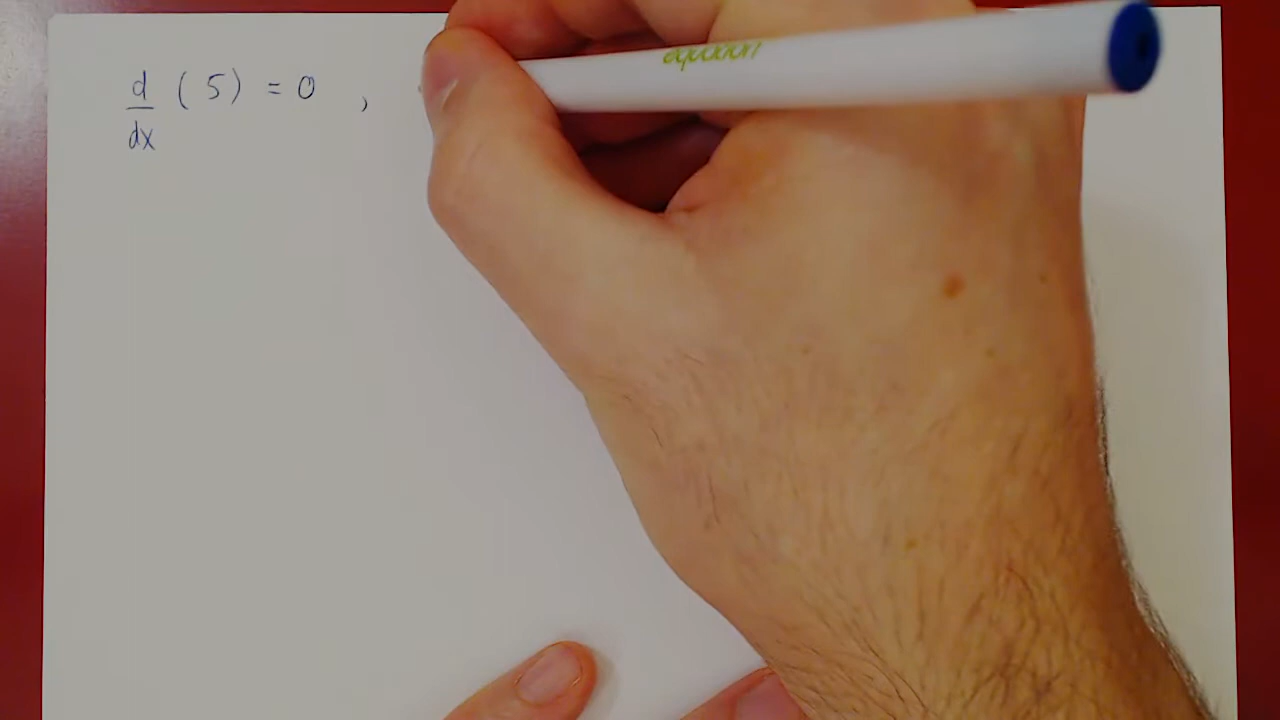 d/dx (5) = 0 ,